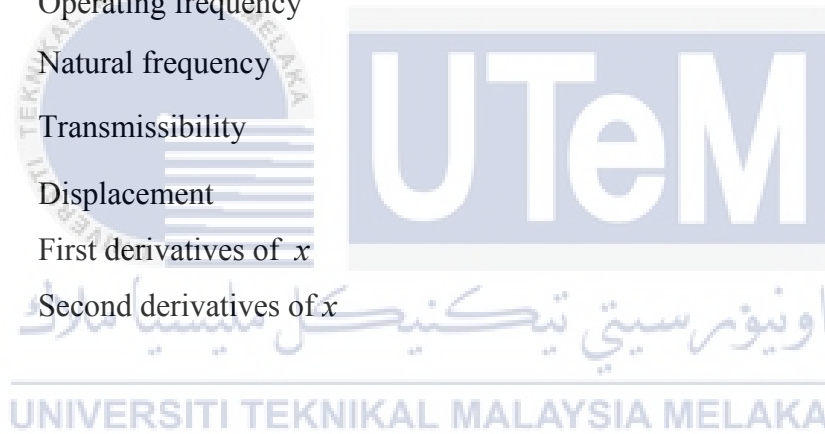 Operating frequency
Natural frequency
Transmissibility
Displacement
First derivatives of x
Second derivatives of x
UTeM
اونيۏرسيتي تيكنيكل مليسيا ملاك
UNIVERSITI TEKNIKAL MALAYSIA MELAKA